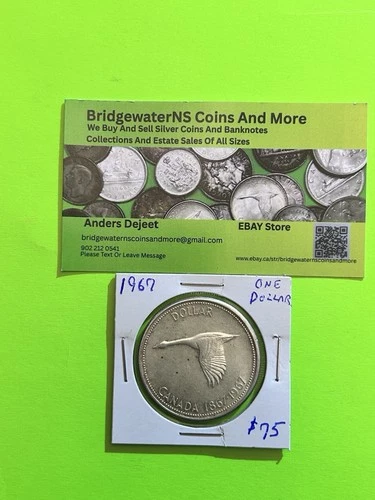 BridgewaterNS Coins And More
We Buy And Sell Silver Coins And Banknotes
Collections And Estate Sales Of All Sizes
Anders Dejeet
EBAY Store
bridgewaternscoinsandmore@gmail.com
902 212 0541
Please Text Or Leave Message
www.ebay.ca/str/bridgewaternscoinsandmore
1967
ONE
DOLLAR
DOLLAR
CANADA 1867-1967
$75